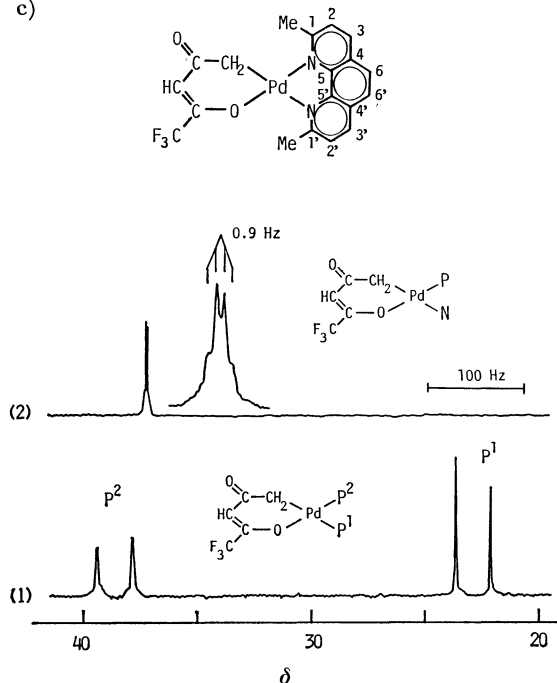 c)
Me 1 2 3
O C CH₂ N 4 6
HC Pd 5
5' 6'
C O N 4'
F₃C Me 1' 2' 3'
0.9 Hz
O C CH₂ P
HC Pd
C O N
F₃C
100 Hz
(2)
P² P¹
O C CH₂ P²
HC Pd
C O P¹
F₃C
(1)
40 30 20
δ